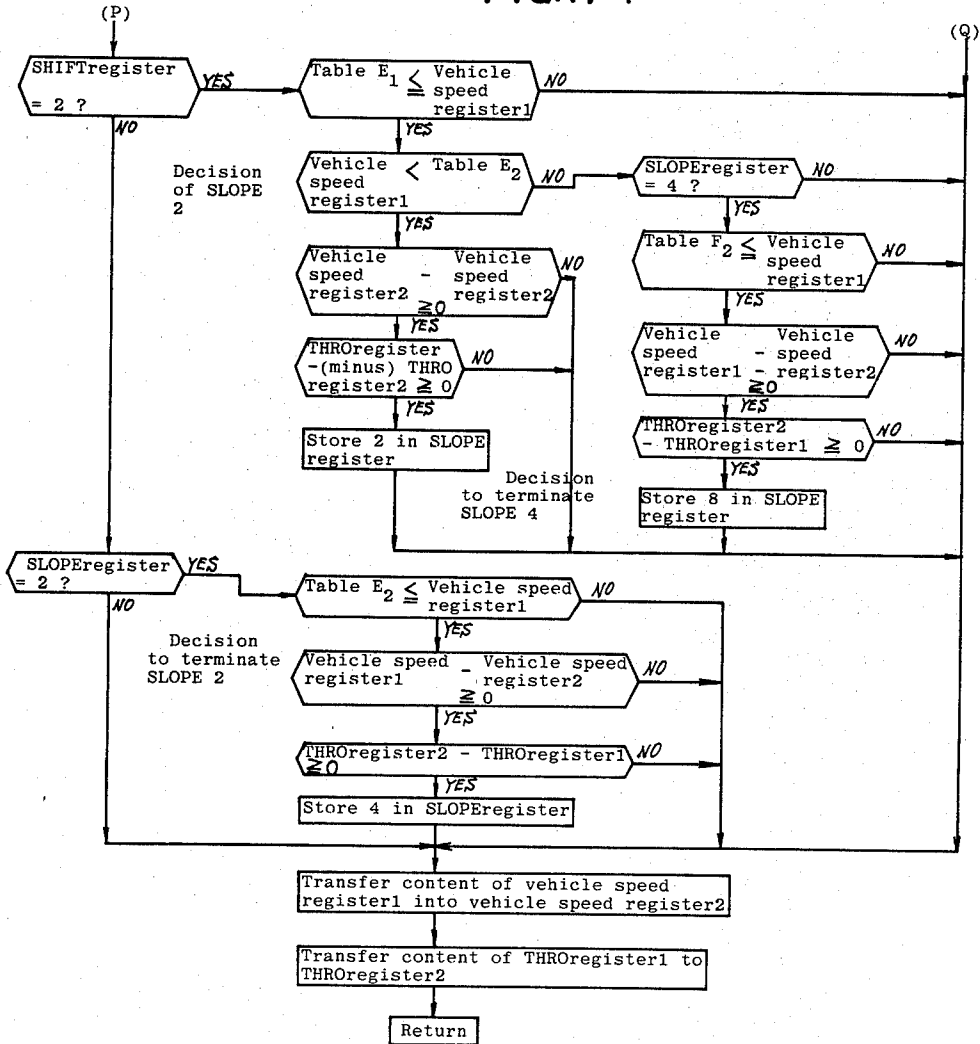 (P)
(Q)
SHIFTregister
= 2 ?
YES
NO
Table E1 ≦ Vehicle
speed
register1
NO
YES
Decision
of SLOPE
2
Vehicle < Table E2
speed
register1
NO
YES
SLOPEregister
= 4 ?
NO
YES
Vehicle - Vehicle
speed speed
register2 register2
≧0
NO
YES
Table F2 ≦ Vehicle
speed
register1
NO
YES
THROregister
-(minus) THRO
register2 ≧ 0
NO
YES
Vehicle - Vehicle
speed - speed
register1 - register2
≧0
NO
YES
Store 2 in SLOPE
register
THROregister2
- THROregister1 ≧ 0
NO
YES
Decision
to terminate
SLOPE 4
Store 8 in SLOPE
register
SLOPEregister
= 2 ?
YES
NO
Table E2 ≦ Vehicle speed
register1
NO
YES
Decision
to terminate
SLOPE 2
Vehicle speed - Vehicle speed
register1 register2
≧0
NO
YES
THROregister2 - THROregister1
≧0
NO
YES
Store 4 in SLOPEregister
Transfer content of vehicle speed
register1 into vehicle speed register2
Transfer content of THROregister1 to
THROregister2
Return